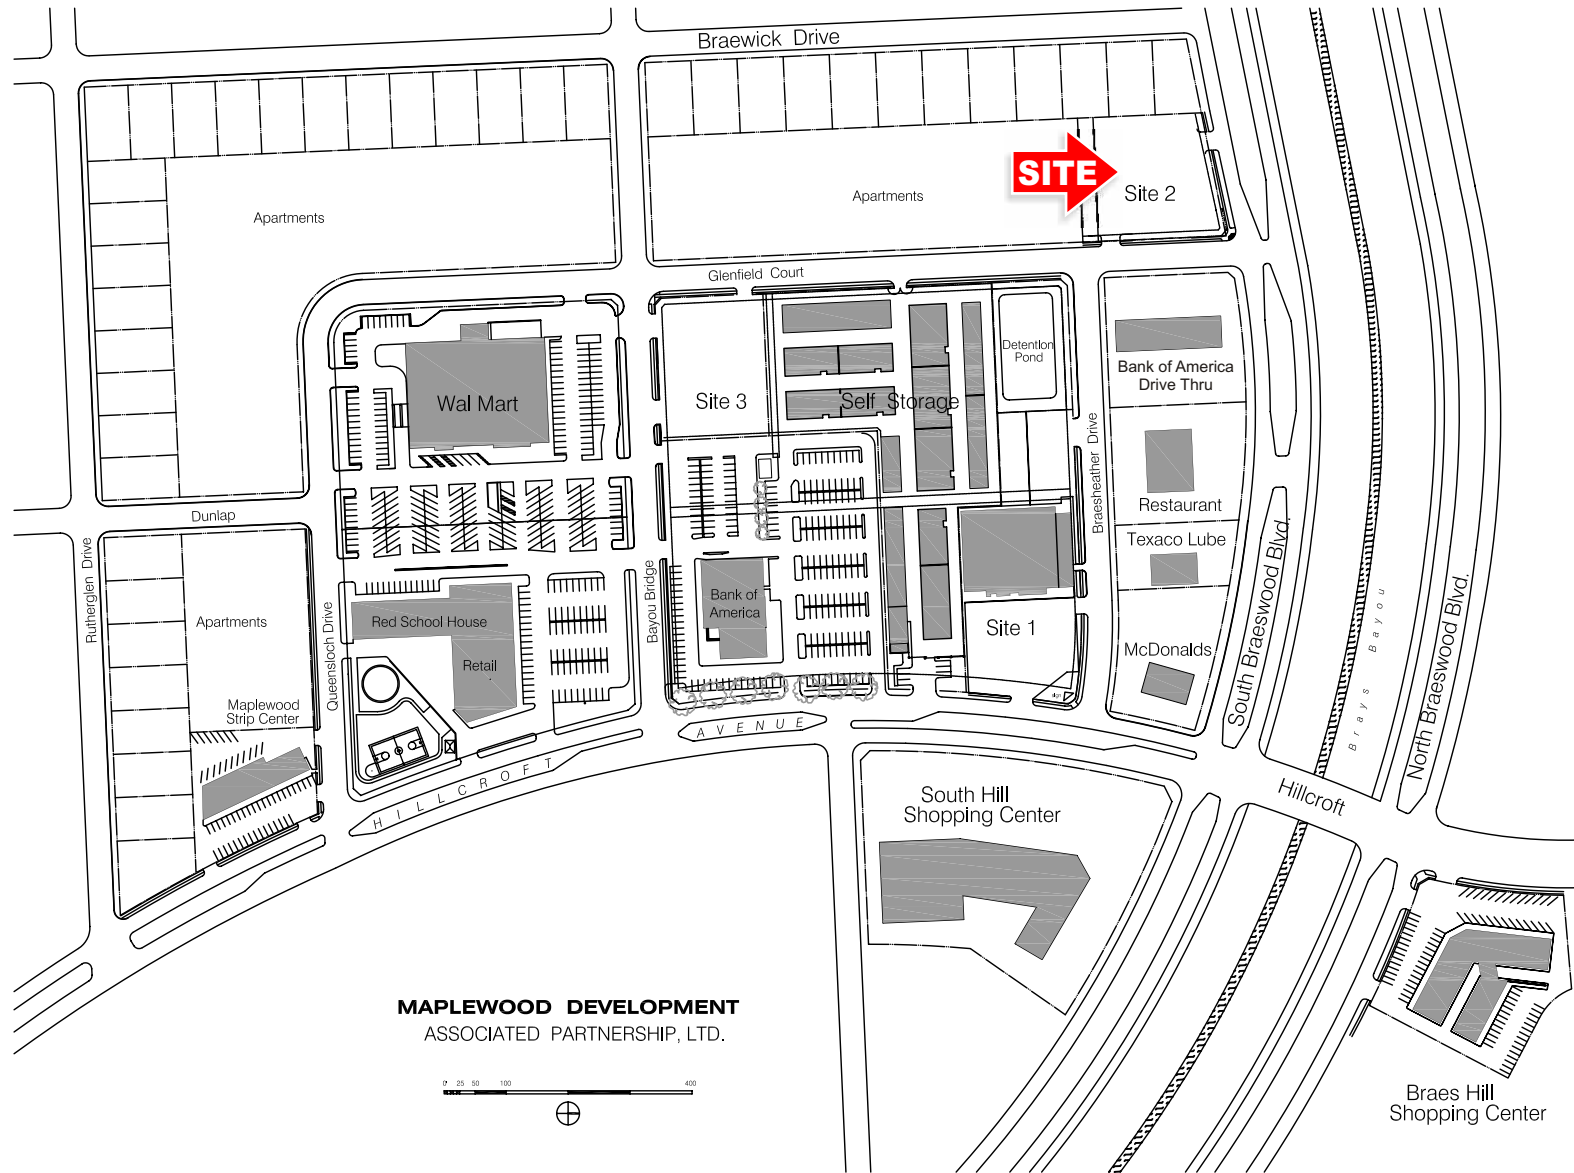 Braewick Drive
SITE
Site 2
Apartments
Apartments
Glenfield Court
Detention
Pond
Bank of America
Drive Thru
Wal Mart
Site 3
Self Storage
Braesheather Drive
Restaurant
Dunlap
Texaco Lube
South Braeswood Blvd.
North Braeswood Blvd.
Brays Bayou
Rutherglen Drive
Queensloch Drive
Bayou Bridge
Bank of
America
Apartments
Red School House
Site 1
McDonalds
Retail
Maplewood
Strip Center
sign
HILLCROFT
AVENUE
Hillcroft
South Hill
Shopping Center
MAPLEWOOD DEVELOPMENT
ASSOCIATED PARTNERSHIP, LTD.
0' 25 50 100 400
Braes Hill
Shopping Center